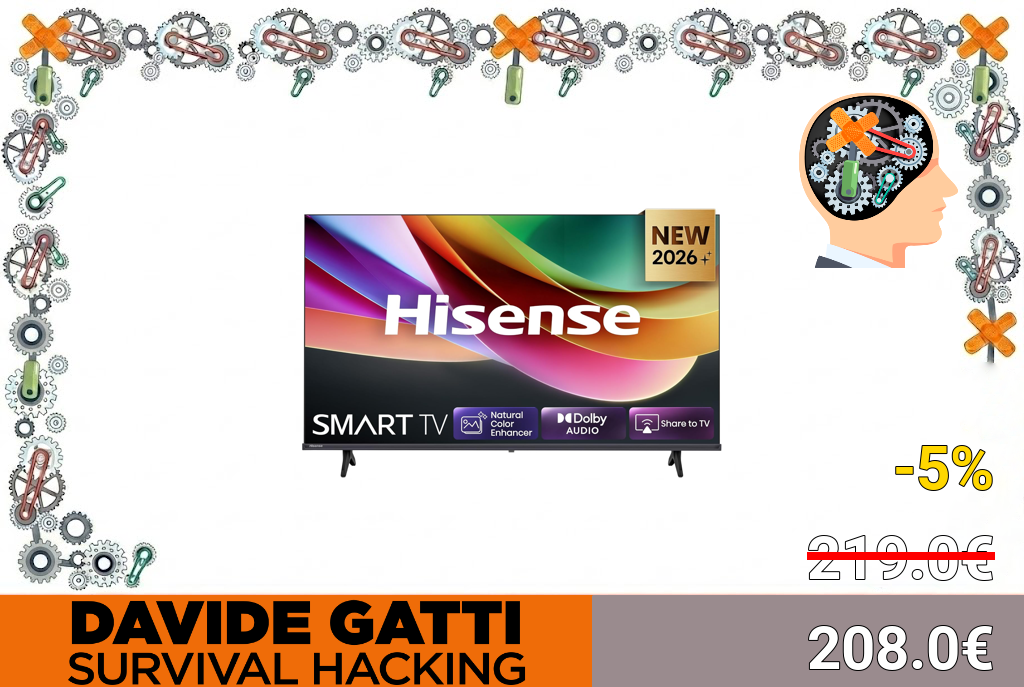 NEW
2026
Hisense
SMART TV
Natural
Color
Enhancer
Dolby
AUDIO
Share to TV
-5%
219.0€
DAVIDE GATTI
SURVIVAL HACKING
208.0€